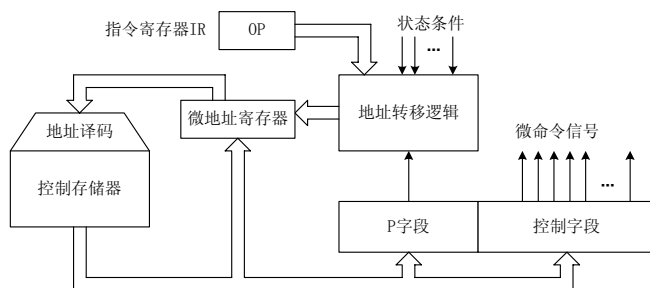 指令寄存器IR
OP
状态条件
...
微地址寄存器
地址转移逻辑
地址译码
控制存储器
微命令信号
...
P字段
控制字段